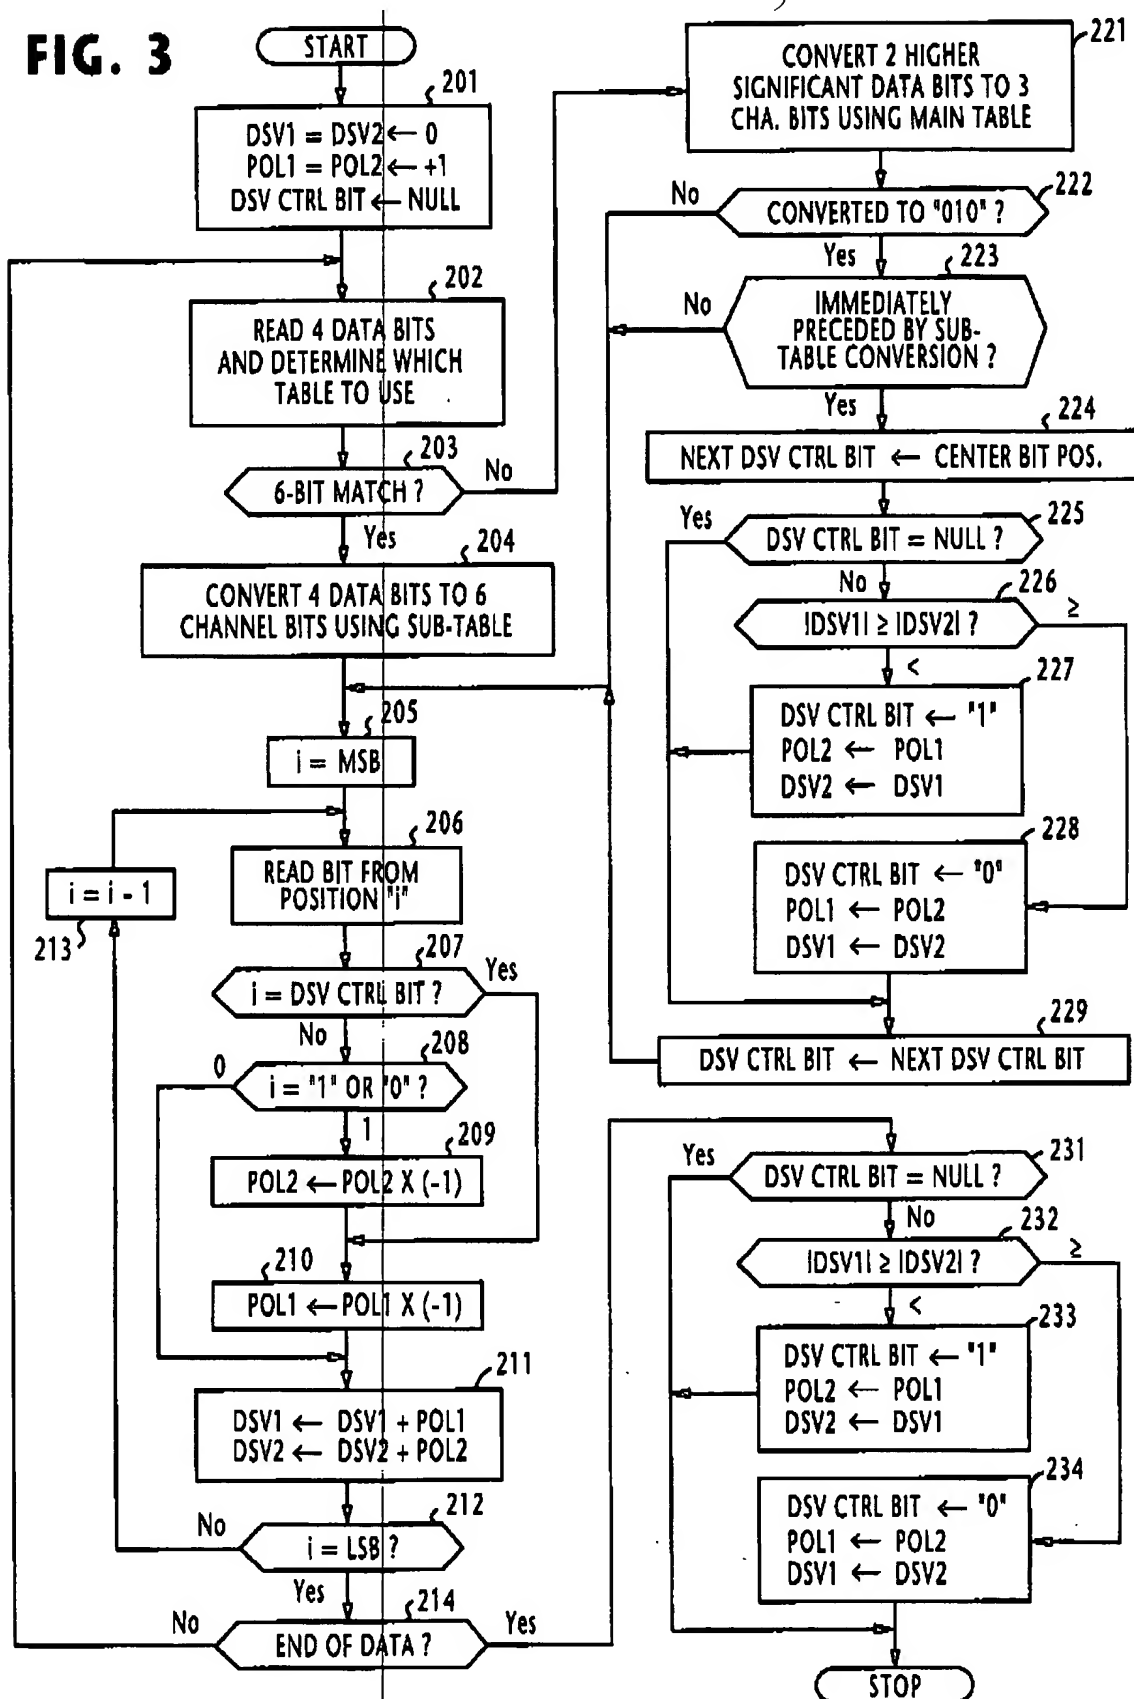 FIG. 3
START
201
DSV1 = DSV2 ← 0
POL1 = POL2 ← +1
DSV CTRL BIT ← NULL
202
READ 4 DATA BITS
AND DETERMINE WHICH
TABLE TO USE
203
6-BIT MATCH ?
No
Yes
204
CONVERT 4 DATA BITS TO 6
CHANNEL BITS USING SUB-TABLE
205
i = MSB
206
READ BIT FROM
POSITION "i"
i = i - 1
213
207
i = DSV CTRL BIT ?
Yes
No
208
i = "1" OR "0" ?
0
1
209
POL2 ← POL2 X (-1)
210
POL1 ← POL1 X (-1)
211
DSV1 ← DSV1 + POL1
DSV2 ← DSV2 + POL2
212
i = LSB ?
No
Yes
214
END OF DATA ?
No
Yes
221
CONVERT 2 HIGHER
SIGNIFICANT DATA BITS TO 3
CHA. BITS USING MAIN TABLE
222
CONVERTED TO "010" ?
No
Yes
223
IMMEDIATELY
PRECEDED BY SUB-
TABLE CONVERSION ?
No
Yes
224
NEXT DSV CTRL BIT ← CENTER BIT POS.
225
DSV CTRL BIT = NULL ?
Yes
No
226
|DSV1| ≥ |DSV2| ?
≥
<
227
DSV CTRL BIT ← "1"
POL2 ← POL1
DSV2 ← DSV1
228
DSV CTRL BIT ← "0"
POL1 ← POL2
DSV1 ← DSV2
229
DSV CTRL BIT ← NEXT DSV CTRL BIT
231
DSV CTRL BIT = NULL ?
Yes
No
232
|DSV1| ≥ |DSV2| ?
≥
<
233
DSV CTRL BIT ← "1"
POL2 ← POL1
DSV2 ← DSV1
234
DSV CTRL BIT ← "0"
POL1 ← POL2
DSV1 ← DSV2
STOP